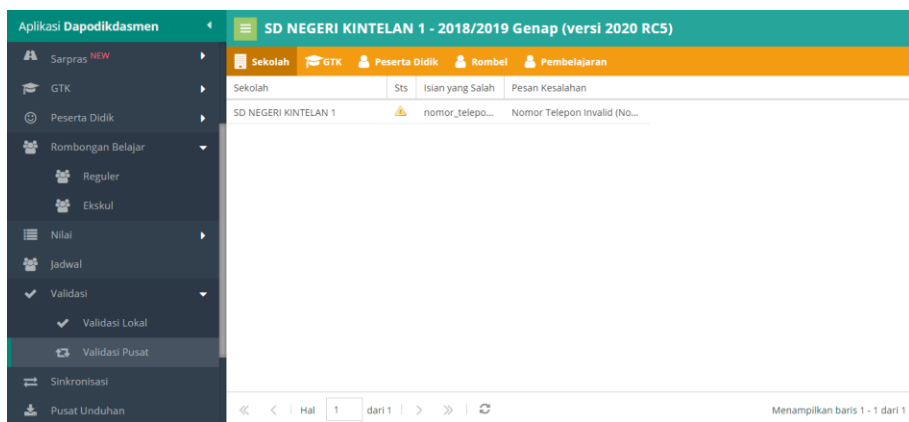 Aplikasi Dapodikdasmen
SD NEGERI KINTELAN 1 - 2018/2019 Genap (versi 2020 RC5)
Sarpras NEW
GTK
Peserta Didik
Rombongan Belajar
Reguler
Ekskul
Nilai
Jadwal
Validasi
Validasi Lokal
Validasi Pusat
Sinkronisasi
Pusat Unduhan
Sekolah GTK Peserta Didik Rombel Pembelajaran
Sekolah Sts Isian yang Salah Pesan Kesalahan
SD NEGERI KINTELAN 1 nomor_telepo... Nomor Telepon Invalid (No...
Hal 1 dari 1
Menampilkan baris 1 - 1 dari 1